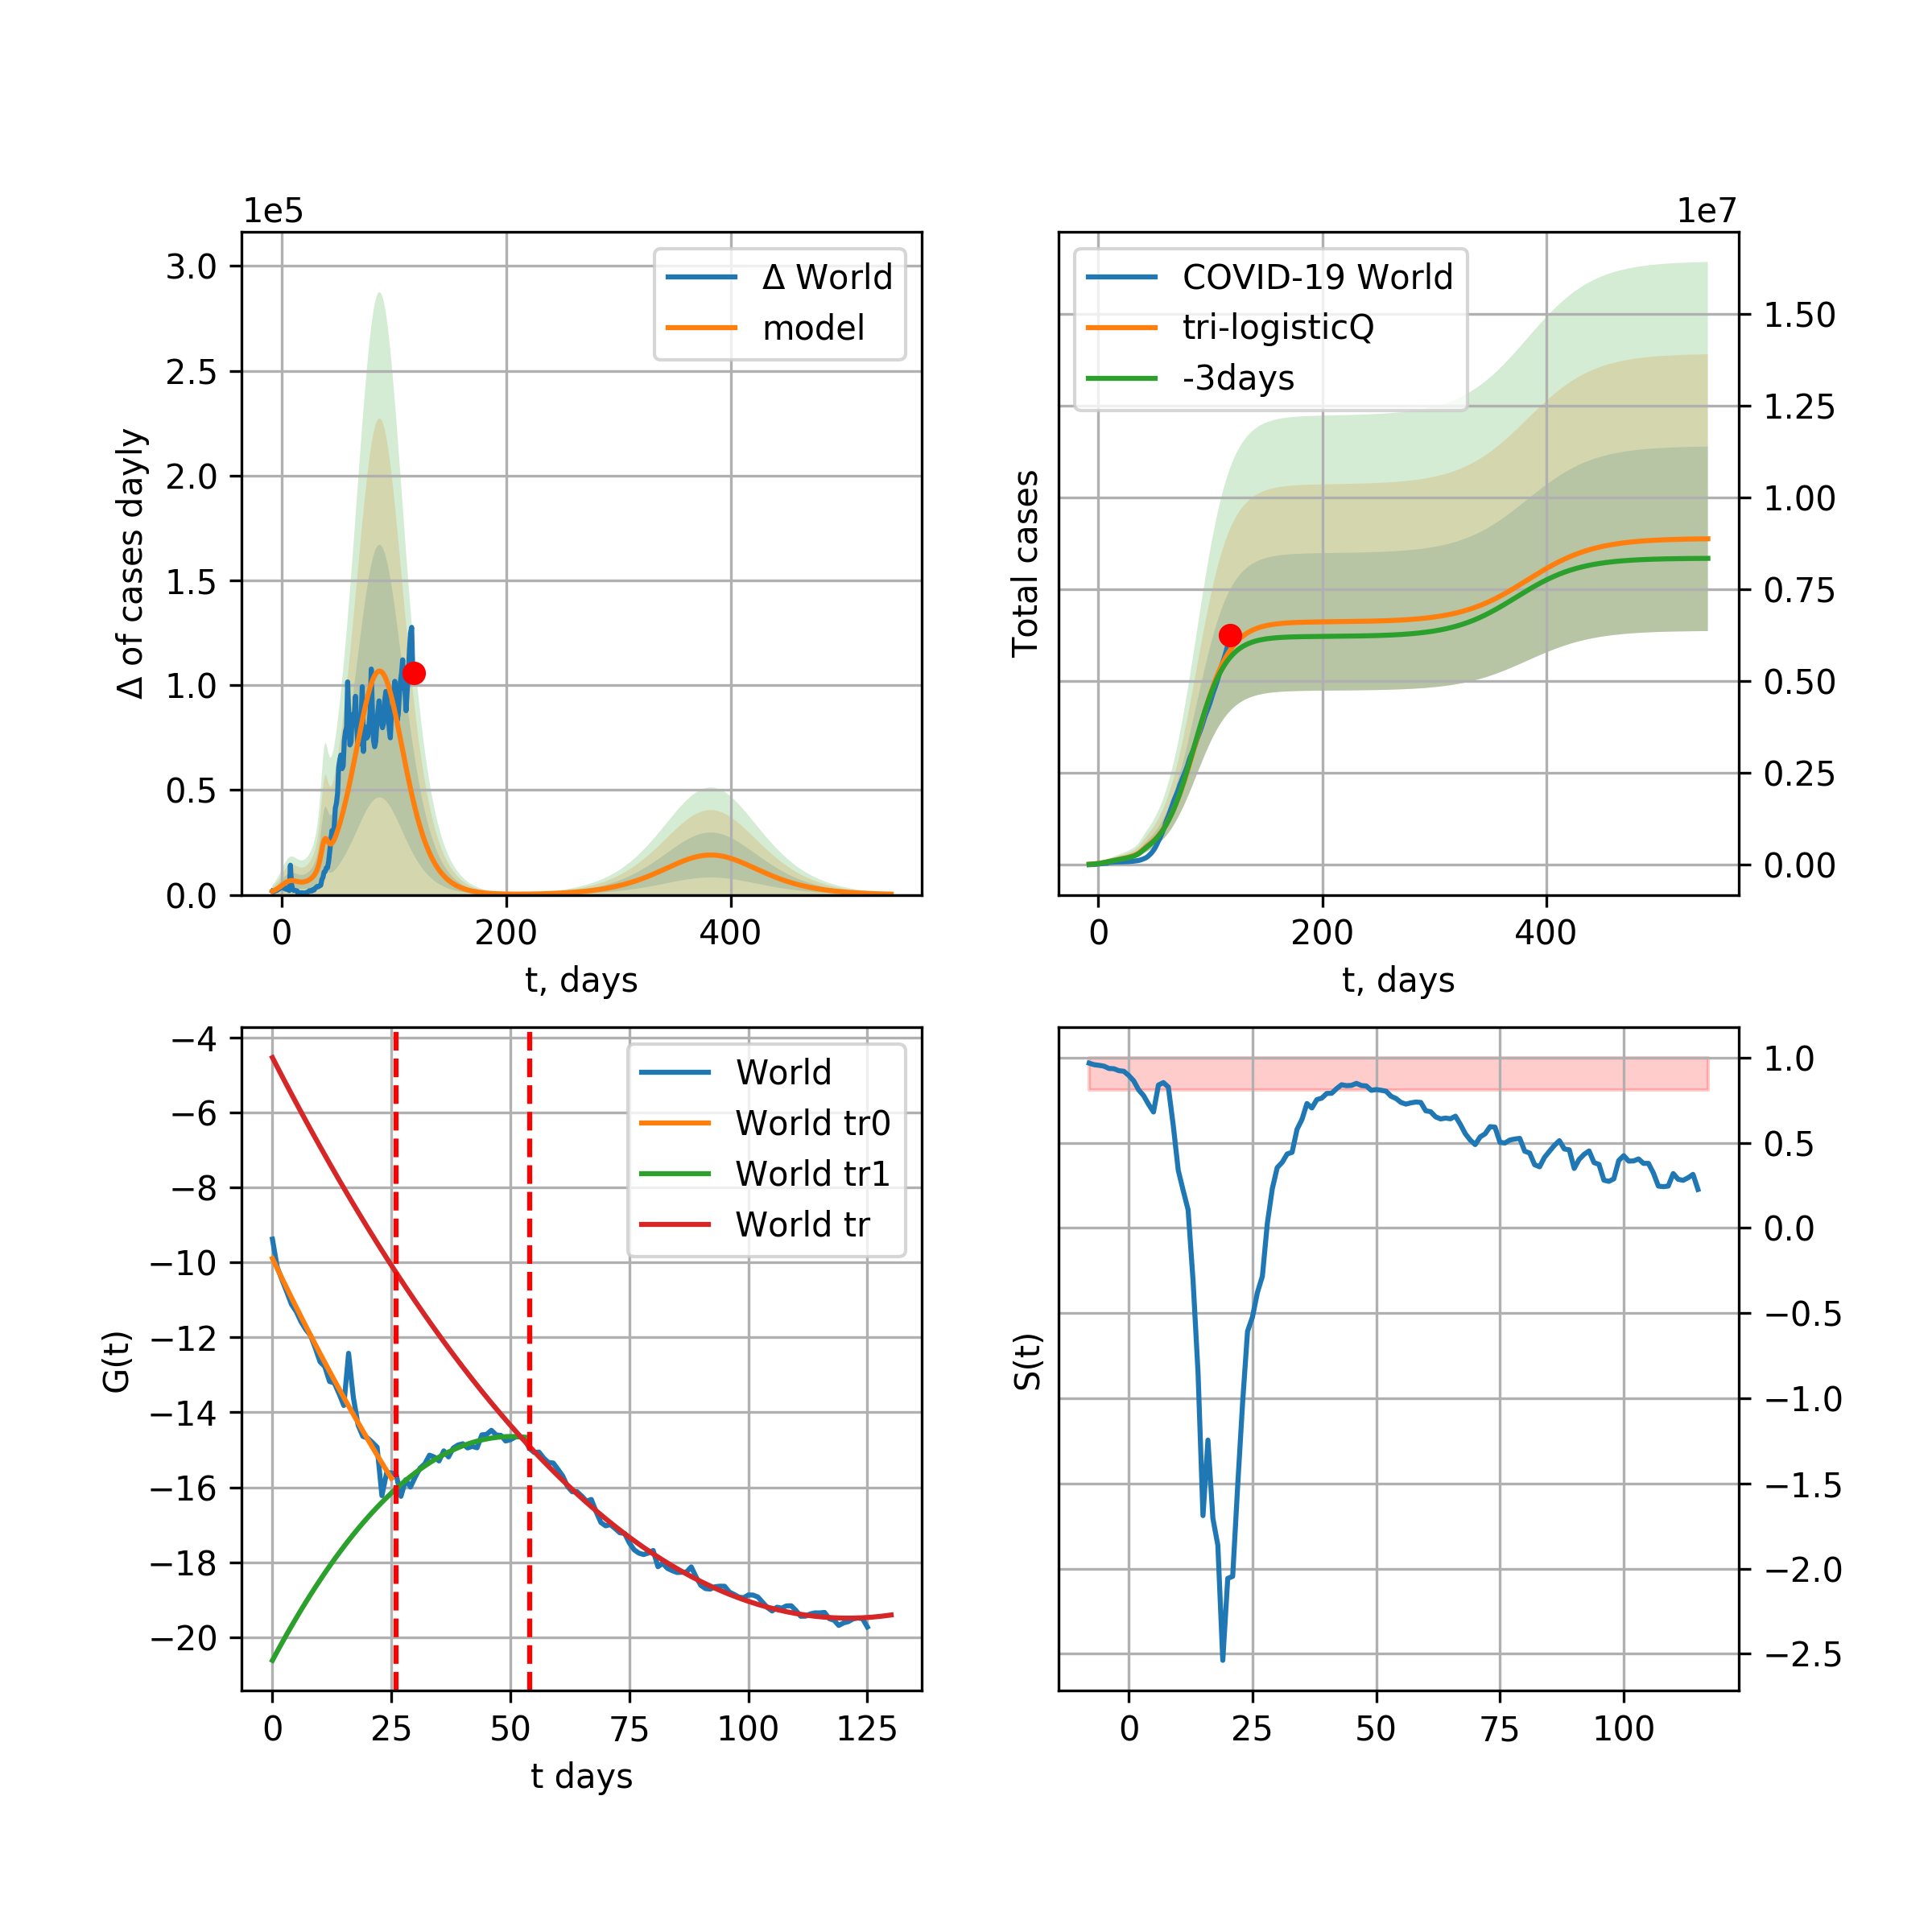 1e5
3.0
2.5
2.0
1.5
1.0
0.5
0.0
Δ of cases dayly
Δ World
model
0 200 400
t, days
1e7
COVID-19 World
tri-logisticQ
-3days
Total cases
1.50
1.25
1.00
0.75
0.50
0.25
0.00
0 200 400
t, days
−4
−6
−8
−10
−12
−14
−16
−18
−20
G(t)
World
World tr0
World tr1
World tr
0 25 50 75 100 125
t days
S(t)
1.0
0.5
0.0
−0.5
−1.0
−1.5
−2.0
−2.5
0 25 50 75 100